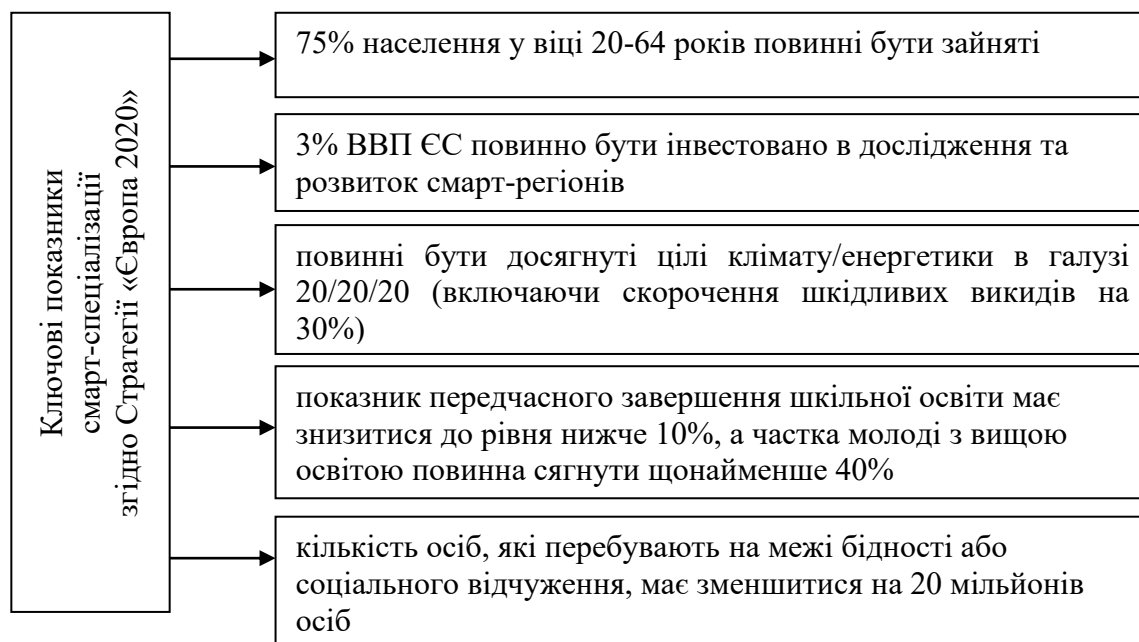 Ключові показники
смарт-спеціалізації
згідно Стратегії «Європа 2020»
75% населення у віці 20-64 років повинні бути зайняті
3% ВВП ЄС повинно бути інвестовано в дослідження та
розвиток смарт-регіонів
повинні бути досягнуті цілі клімату/енергетики в галузі
20/20/20 (включаючи скорочення шкідливих викидів на
30%)
показник передчасного завершення шкільної освіти має
знизитися до рівня нижче 10%, а частка молоді з вищою
освітою повинна сягнути щонайменше 40%
кількість осіб, які перебувають на межі бідності або
соціального відчуження, має зменшитися на 20 мільйонів
осіб